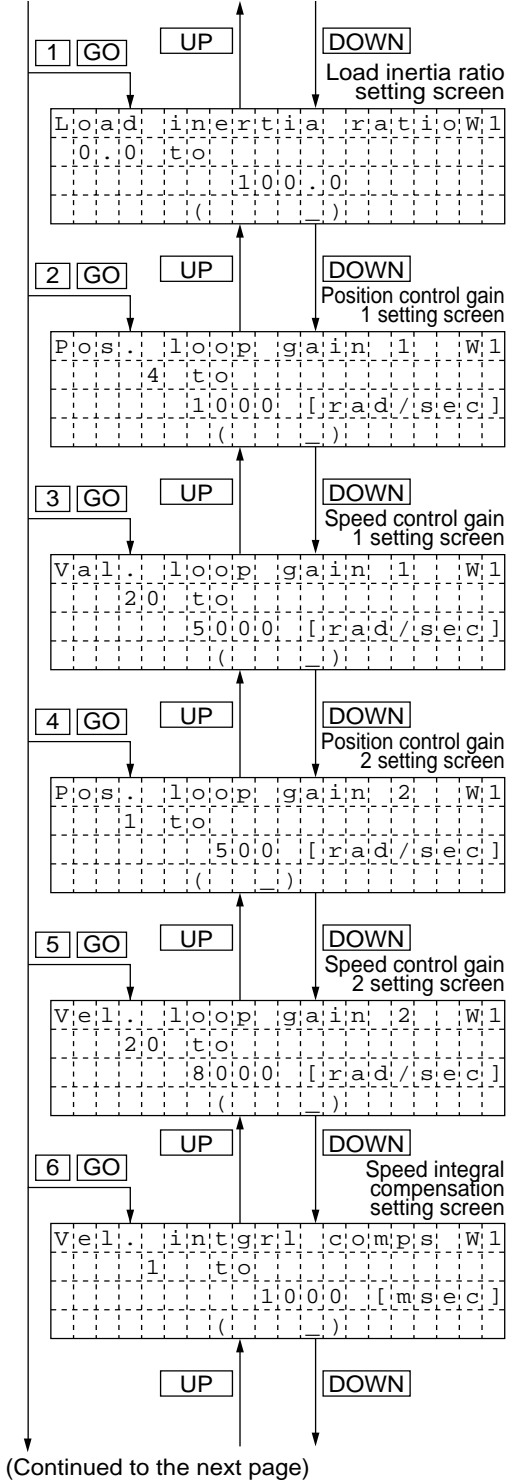 UP DOWN
1 GO
Load inertia ratio
setting screen
Load inertia ratioW1
0.0 to
100.0
( _ )
UP DOWN
2 GO
Position control gain
1 setting screen
Pos. loop gain 1 W1
4 to
1000 [rad/sec]
( _ )
UP DOWN
3 GO
Speed control gain
1 setting screen
Val. loop gain 1 W1
20 to
5000 [rad/sec]
( _ )
UP DOWN
4 GO
Position control gain
2 setting screen
Pos. loop gain 2 W1
1 to
500 [rad/sec]
( _ )
UP DOWN
5 GO
Speed control gain
2 setting screen
Vel. loop gain 2 W1
20 to
8000 [rad/sec]
( _ )
UP DOWN
6 GO
Speed integral
compensation
setting screen
Vel. intgrl comps W1
1 to
1000 [msec]
( _ )
UP DOWN
(Continued to the next page)